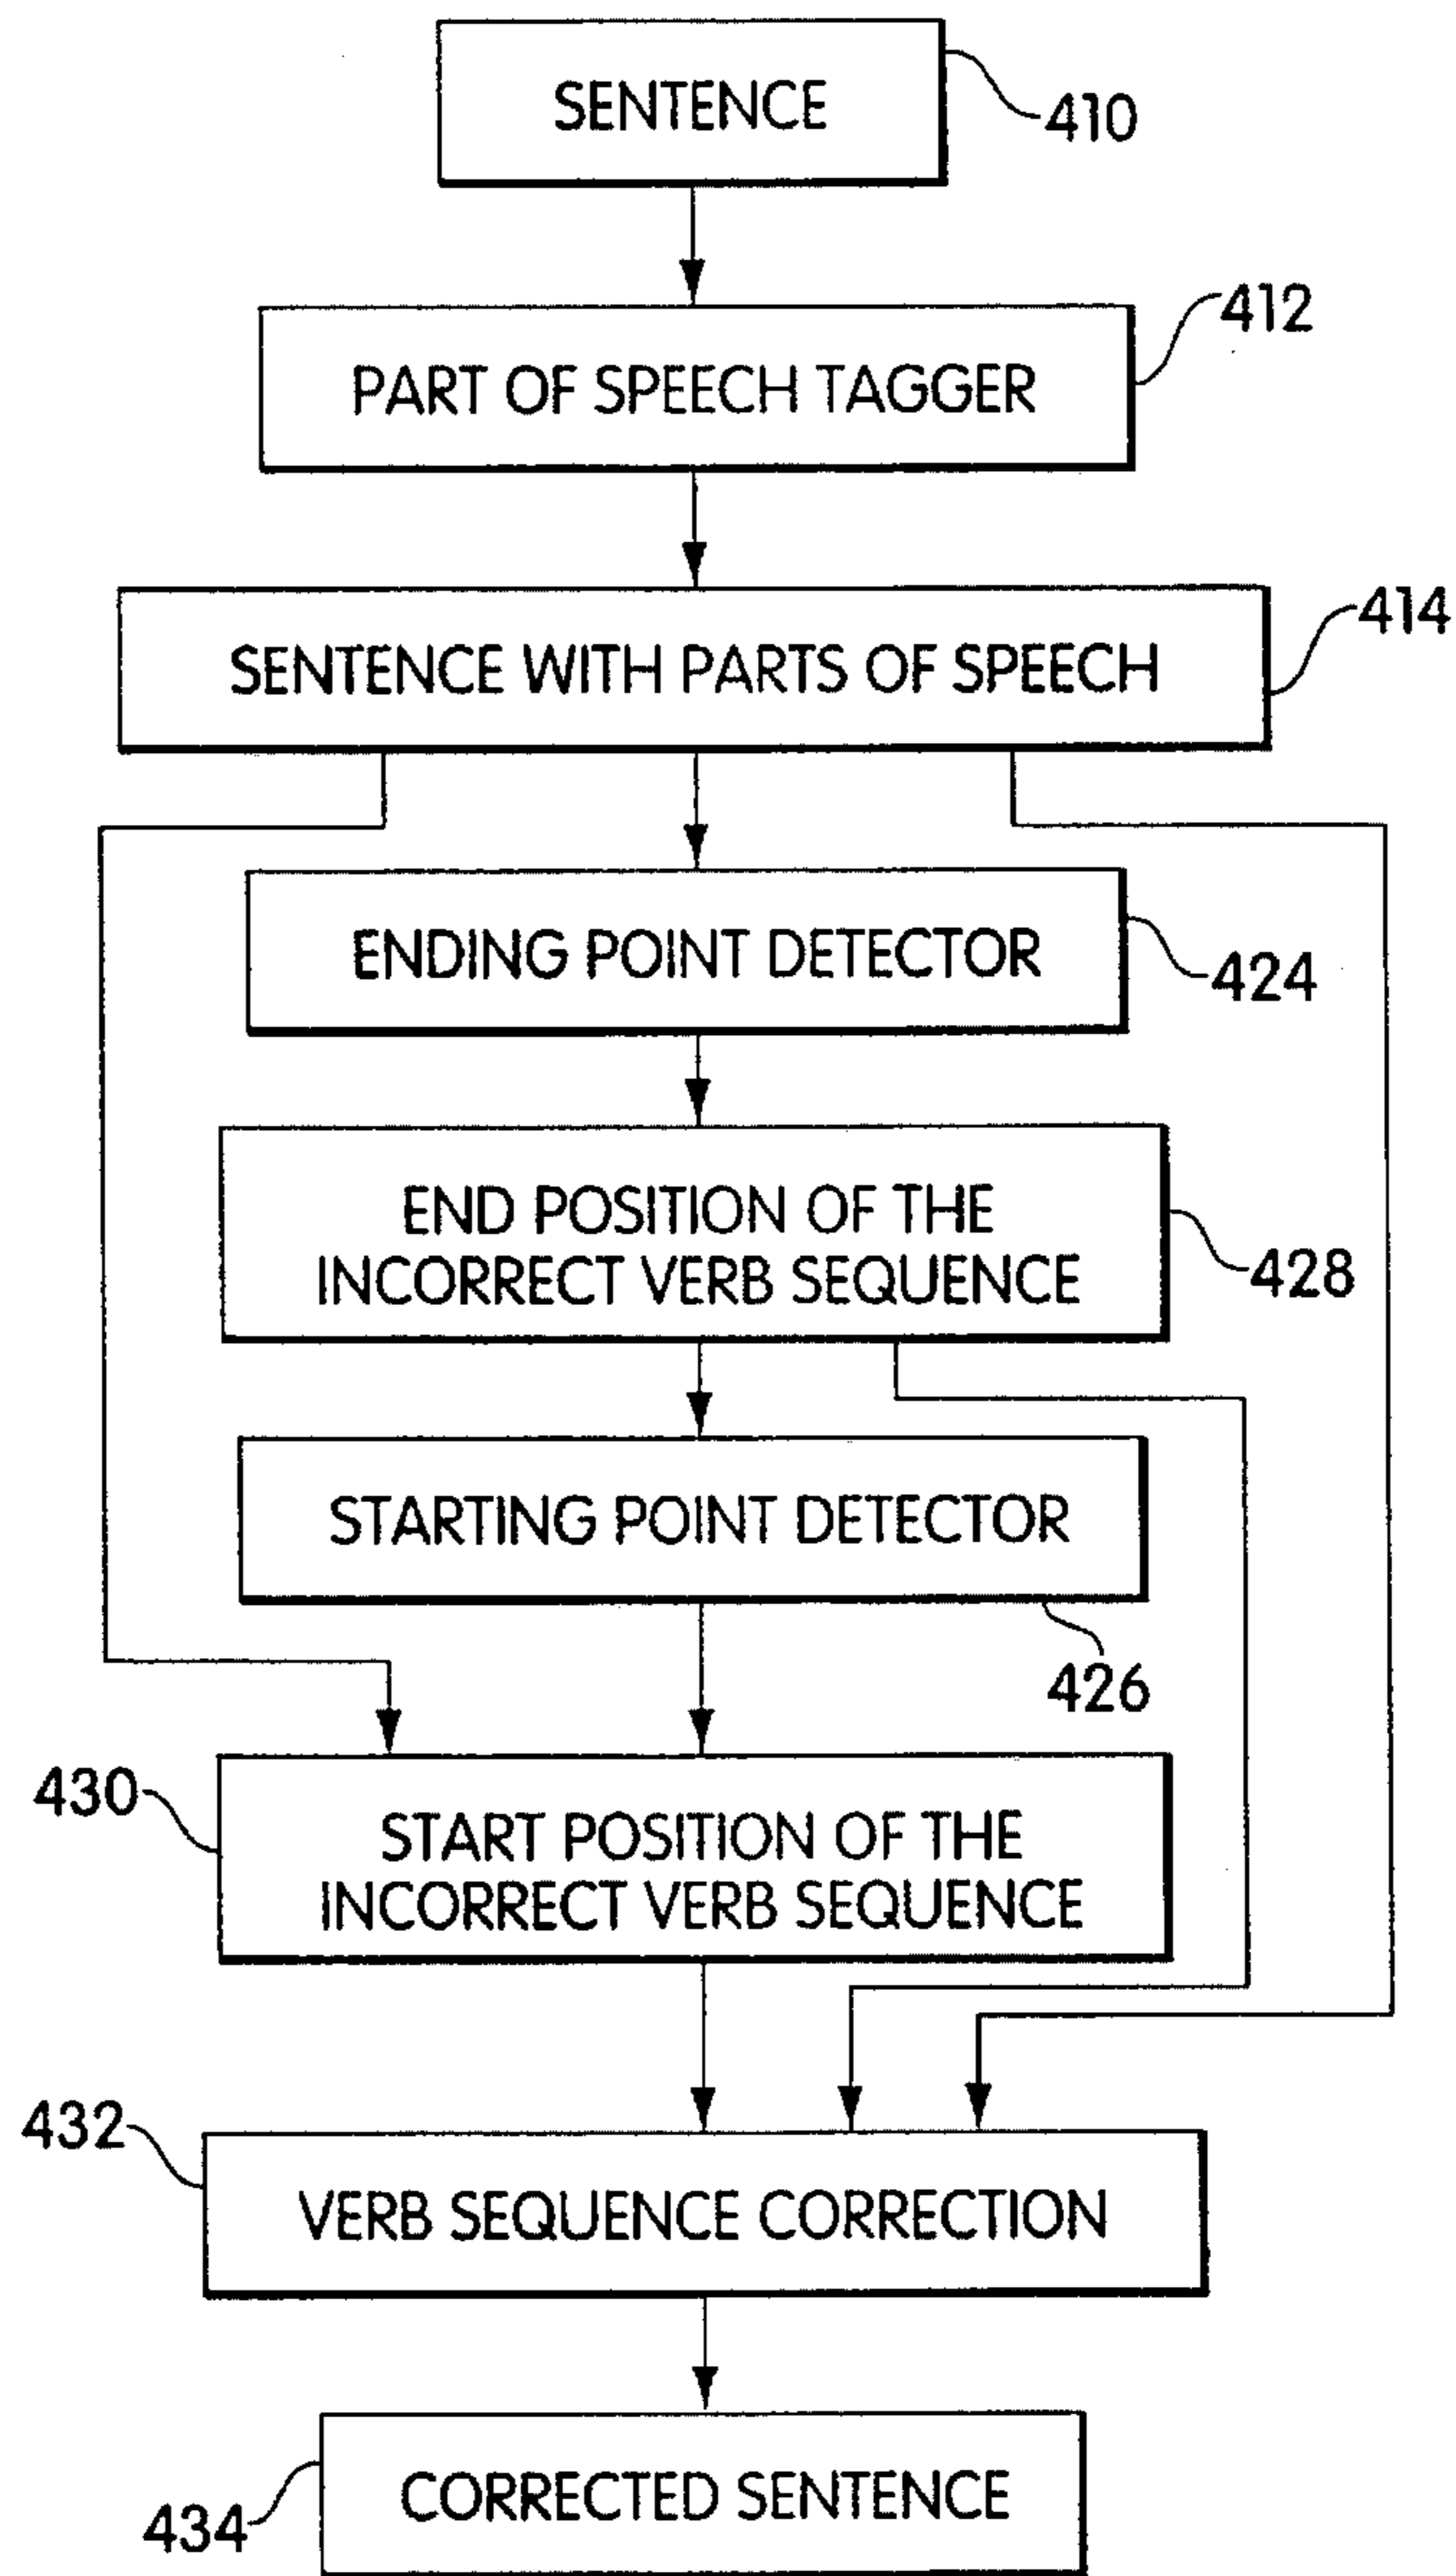 SENTENCE
410
PART OF SPEECH TAGGER
412
SENTENCE WITH PARTS OF SPEECH
414
ENDING POINT DETECTOR
424
END POSITION OF THE
INCORRECT VERB SEQUENCE
428
STARTING POINT DETECTOR
426
430
START POSITION OF THE
INCORRECT VERB SEQUENCE
432
VERB SEQUENCE CORRECTION
CORRECTED SENTENCE
434